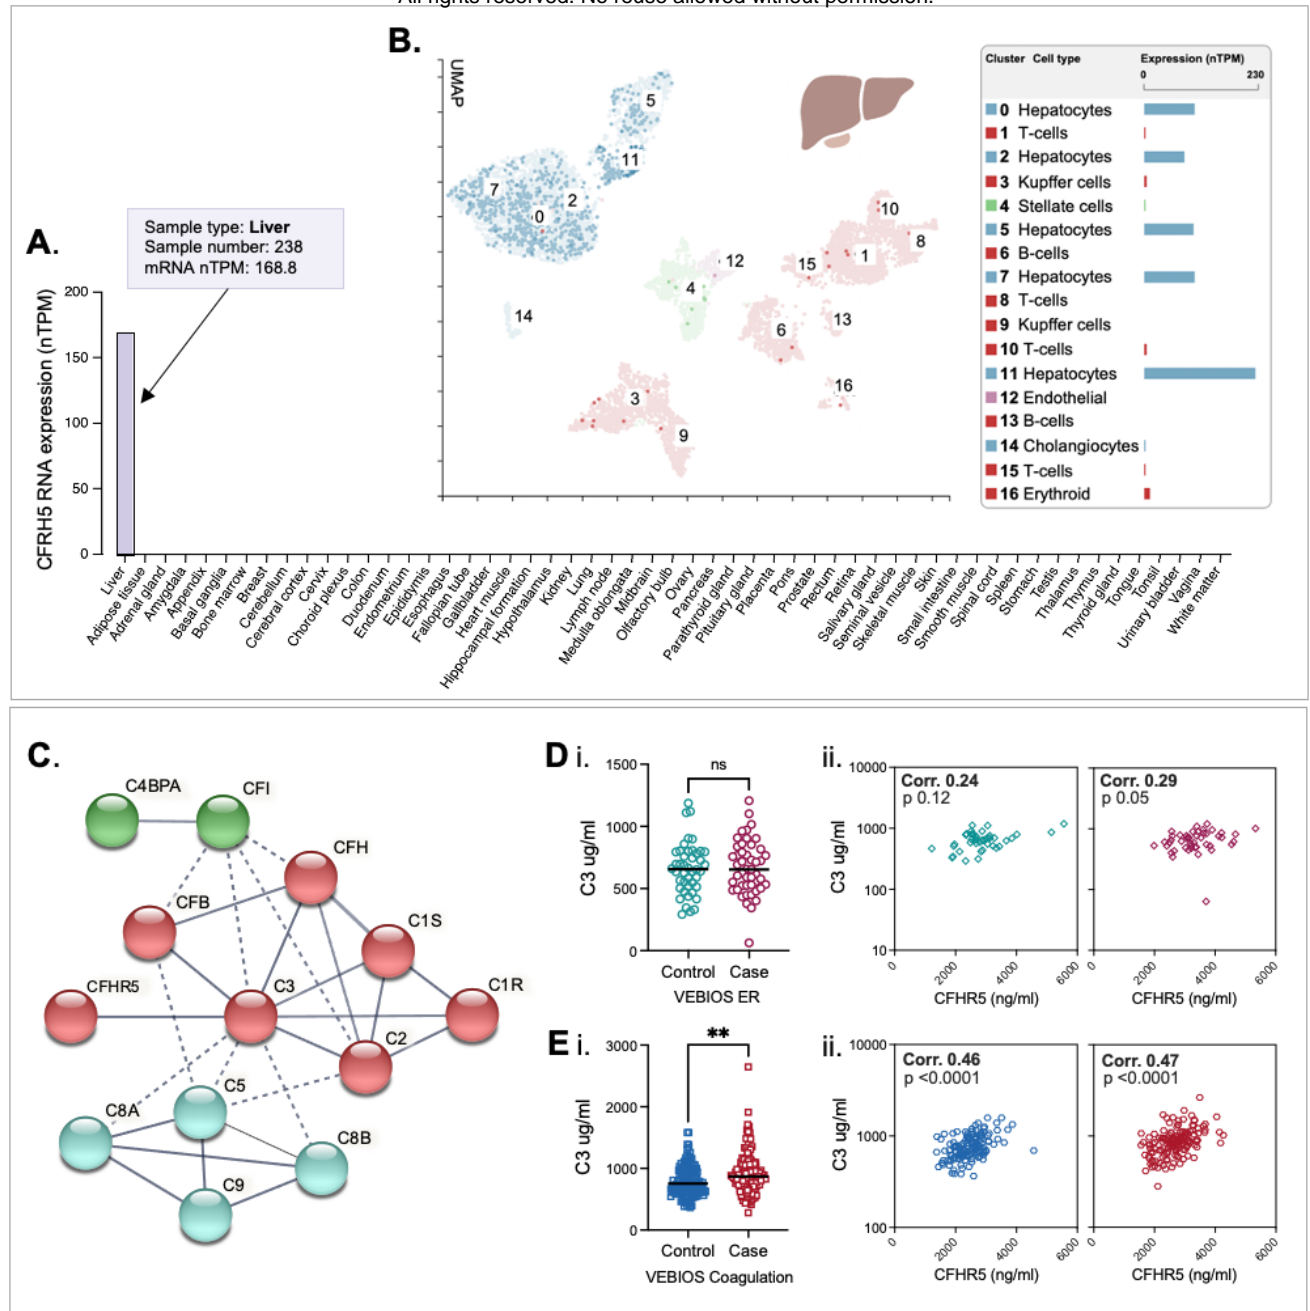 All rights reserved. No reuse allowed without permission.
A.
Sample type: Liver
Sample number: 238
mRNA nTPM: 168.8
CFRH5 RNA expression (nTPM)
200
150
100
50
0
Liver
Adipose tissue
Adrenal gland
Amygdala
Appendix
Basal ganglia
Bone marrow
Breast
Cerebellum
Cerebral cortex
Cervix
Choroid plexus
Colon
Duodenum
Endometrium
Epididymis
Esophagus
Fallopian tube
Gallbladder
Heart muscle
Hippocampal formation
Hypothalamus
Kidney
Lung
Lymph node
Medulla oblongata
Midbrain
Olfactory bulb
Ovary
Pancreas
Parathyroid gland
Pituitary gland
Placenta
Pons
Prostate
Rectum
Retina
Salivary gland
Seminal vesicle
Skeletal muscle
Skin
Small intestine
Smooth muscle
Spinal cord
Spleen
Stomach
Testis
Thalamus
Thymus
Thyroid gland
Tongue
Tonsil
Urinary bladder
Vagina
White matter
B.
UMAP
5
11
7
2
0
10
8
1
15
12
4
14
13
6
16
3
9
Cluster Cell type Expression (nTPM)
0 230
0 Hepatocytes
1 T-cells
2 Hepatocytes
3 Kupffer cells
4 Stellate cells
5 Hepatocytes
6 B-cells
7 Hepatocytes
8 T-cells
9 Kupffer cells
10 T-cells
11 Hepatocytes
12 Endothelial
13 B-cells
14 Cholangiocytes
15 T-cells
16 Erythroid
C.
C4BPA
CFI
CFH
CFB
C1S
CFHR5
C3
C1R
C2
C5
C8A
C8B
C9
D i.
ns
C3 ug/ml
1500
1000
500
0
Control Case
VEBIOS ER
ii.
Corr. 0.24
p 0.12
Corr. 0.29
p 0.05
C3 ug/ml
10000
1000
100
10
0 2000 4000 6000
CFHR5 (ng/ml)
0 2000 4000 6000
CFHR5 (ng/ml)
E i.
**
C3 ug/ml
3000
2000
1000
0
Control Case
VEBIOS Coagulation
ii.
Corr. 0.46
p <0.0001
Corr. 0.47
p <0.0001
C3 ug/ml
10000
1000
100
0 2000 4000 6000
CFHR5 (ng/ml)
0 2000 4000 6000
CFHR5 (ng/ml)